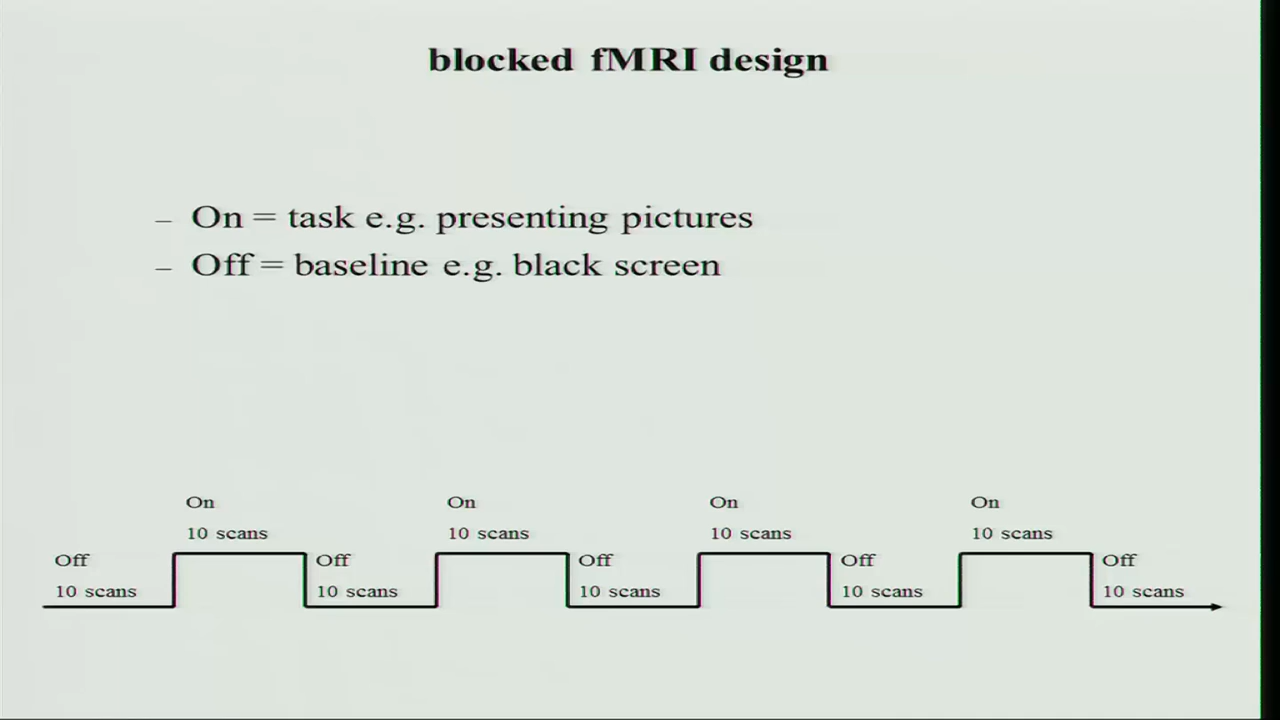 blocked fMRI design
– On = task e.g. presenting pictures
– Off = baseline e.g. black screen
On
10 scans
On
10 scans
On
10 scans
On
10 scans
Off
10 scans
Off
10 scans
Off
10 scans
Off
10 scans
Off
10 scans